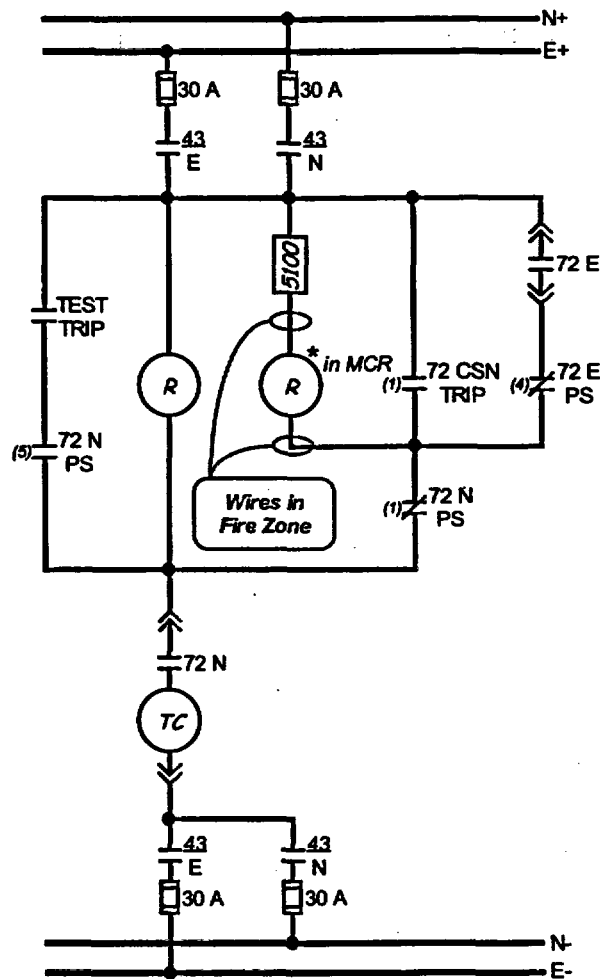 N+
E+
30 A
30 A
43
E
43
N
5100
TEST
TRIP
R
R
* in MCR
72 CSN
TRIP
(1)
72 E
72 E
PS
(4)
72 N
PS
(5)
Wires in
Fire Zone
72 N
PS
(1)
72 N
TC
43
E
43
N
30 A
30 A
N-
E-